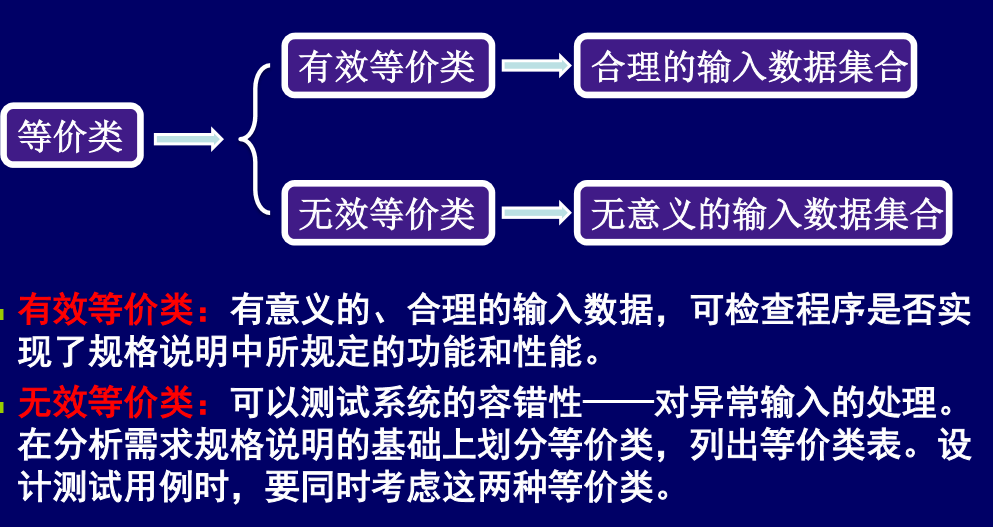 有效等价类
合理的输入数据集合
等价类
无效等价类
无意义的输入数据集合
有效等价类：有意义的、合理的输入数据，可检查程序是否实
现了规格说明中所规定的功能和性能。
无效等价类：可以测试系统的容错性——对异常输入的处理。
在分析需求规格说明的基础上划分等价类，列出等价类表。设
计测试用例时，要同时考虑这两种等价类。